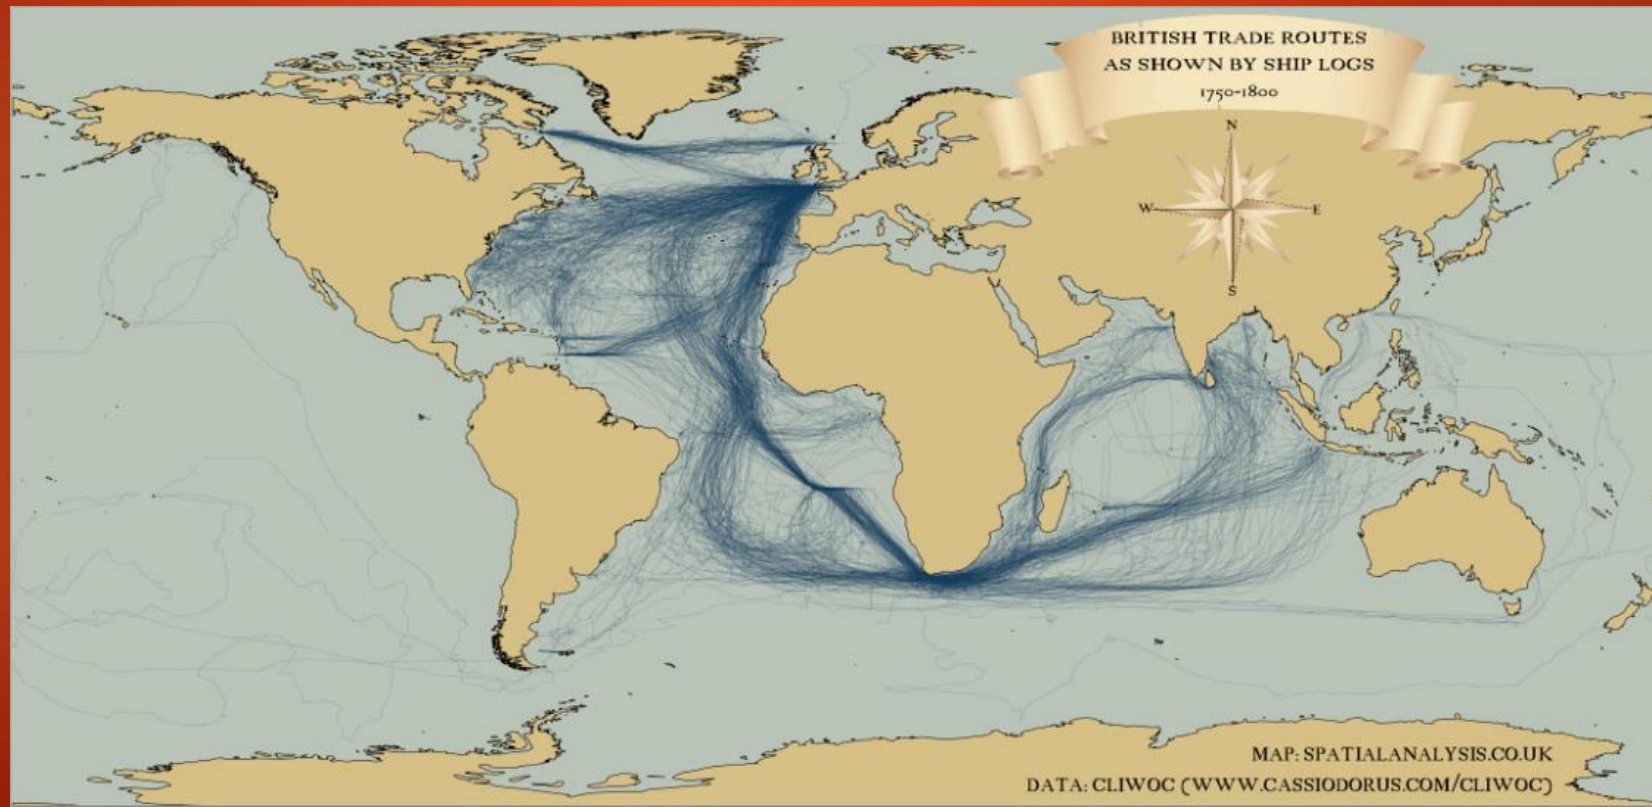 BRITISH TRADE ROUTES
AS SHOWN BY SHIP LOGS
1750-1800
N
W
E
S
MAP: SPATIALANALYSIS.CO.UK
DATA: CLIWOC (WWW.CASSIODORUS.COM/CLIWOC)